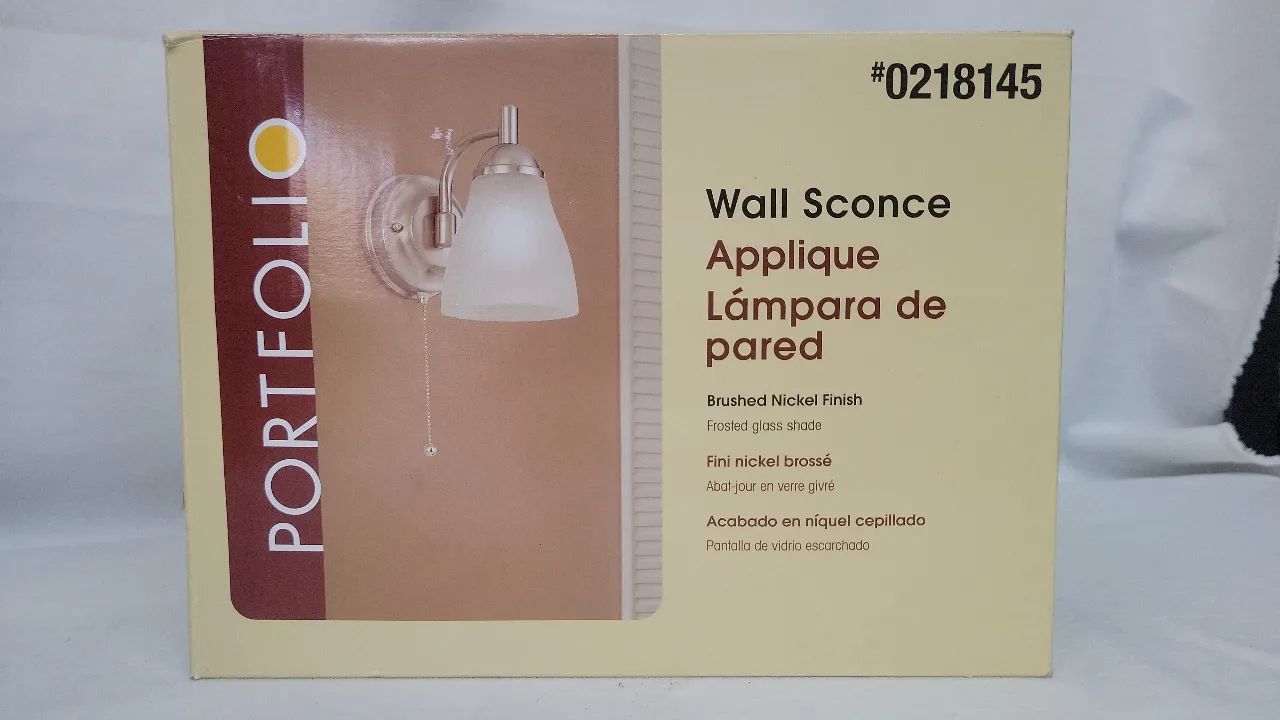 PORTFOLIO
#0218145
Wall Sconce
Applique
Lámpara de
pared
Brushed Nickel Finish
Frosted glass shade
Fini nickel brossé
Abat-jour en verre givré
Acabado en níquel cepillado
Pantalla de vidrio escarchado